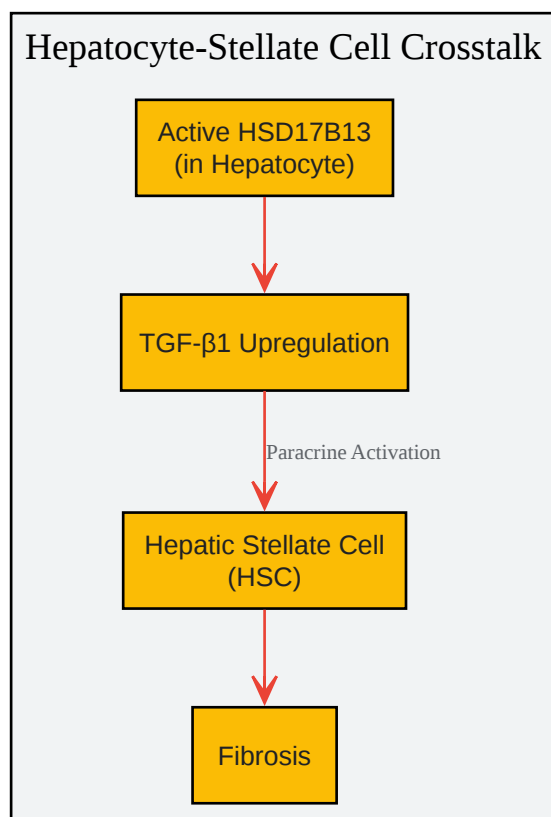 Hepatocyte-Stellate Cell Crosstalk
Active HSD17B13
(in Hepatocyte)
TGF-β1 Upregulation
Paracrine Activation
Hepatic Stellate Cell
(HSC)
Fibrosis